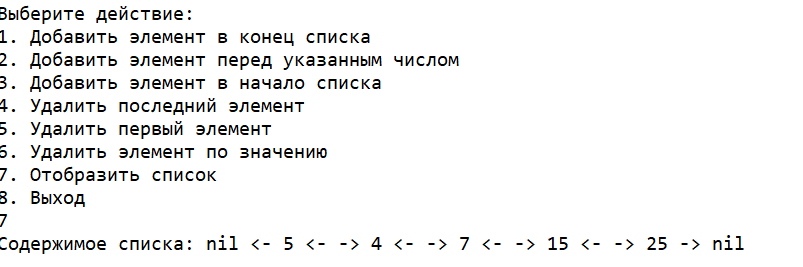 Выберите действие:
1. Добавить элемент в конец списка
2. Добавить элемент перед указанным числом
3. Добавить элемент в начало списка
4. Удалить последний элемент
5. Удалить первый элемент
6. Удалить элемент по значению
7. Отобразить список
8. Выход
7
Содержимое списка: nil <- 5 <- -> 4 <- -> 7 <- -> 15 <- -> 25 -> nil